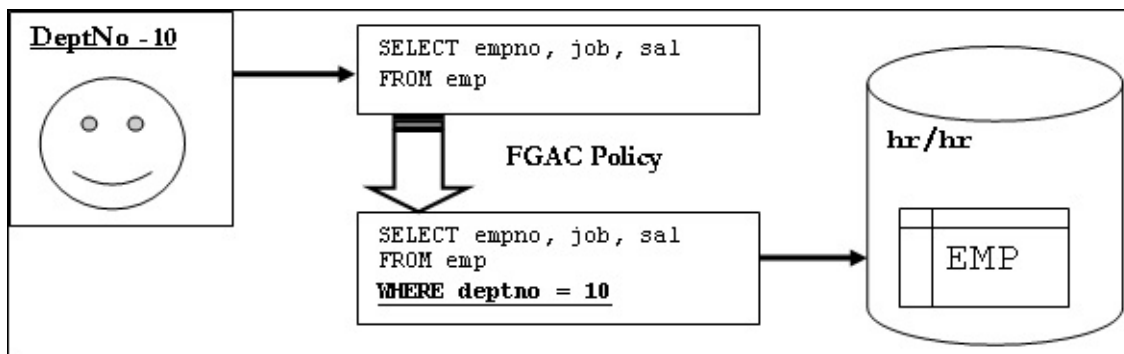 DeptNo - 10
SELECT empno, job, sal
FROM emp
FGAC Policy
SELECT empno, job, sal
FROM emp
WHERE deptno = 10
hr/hr
EMP